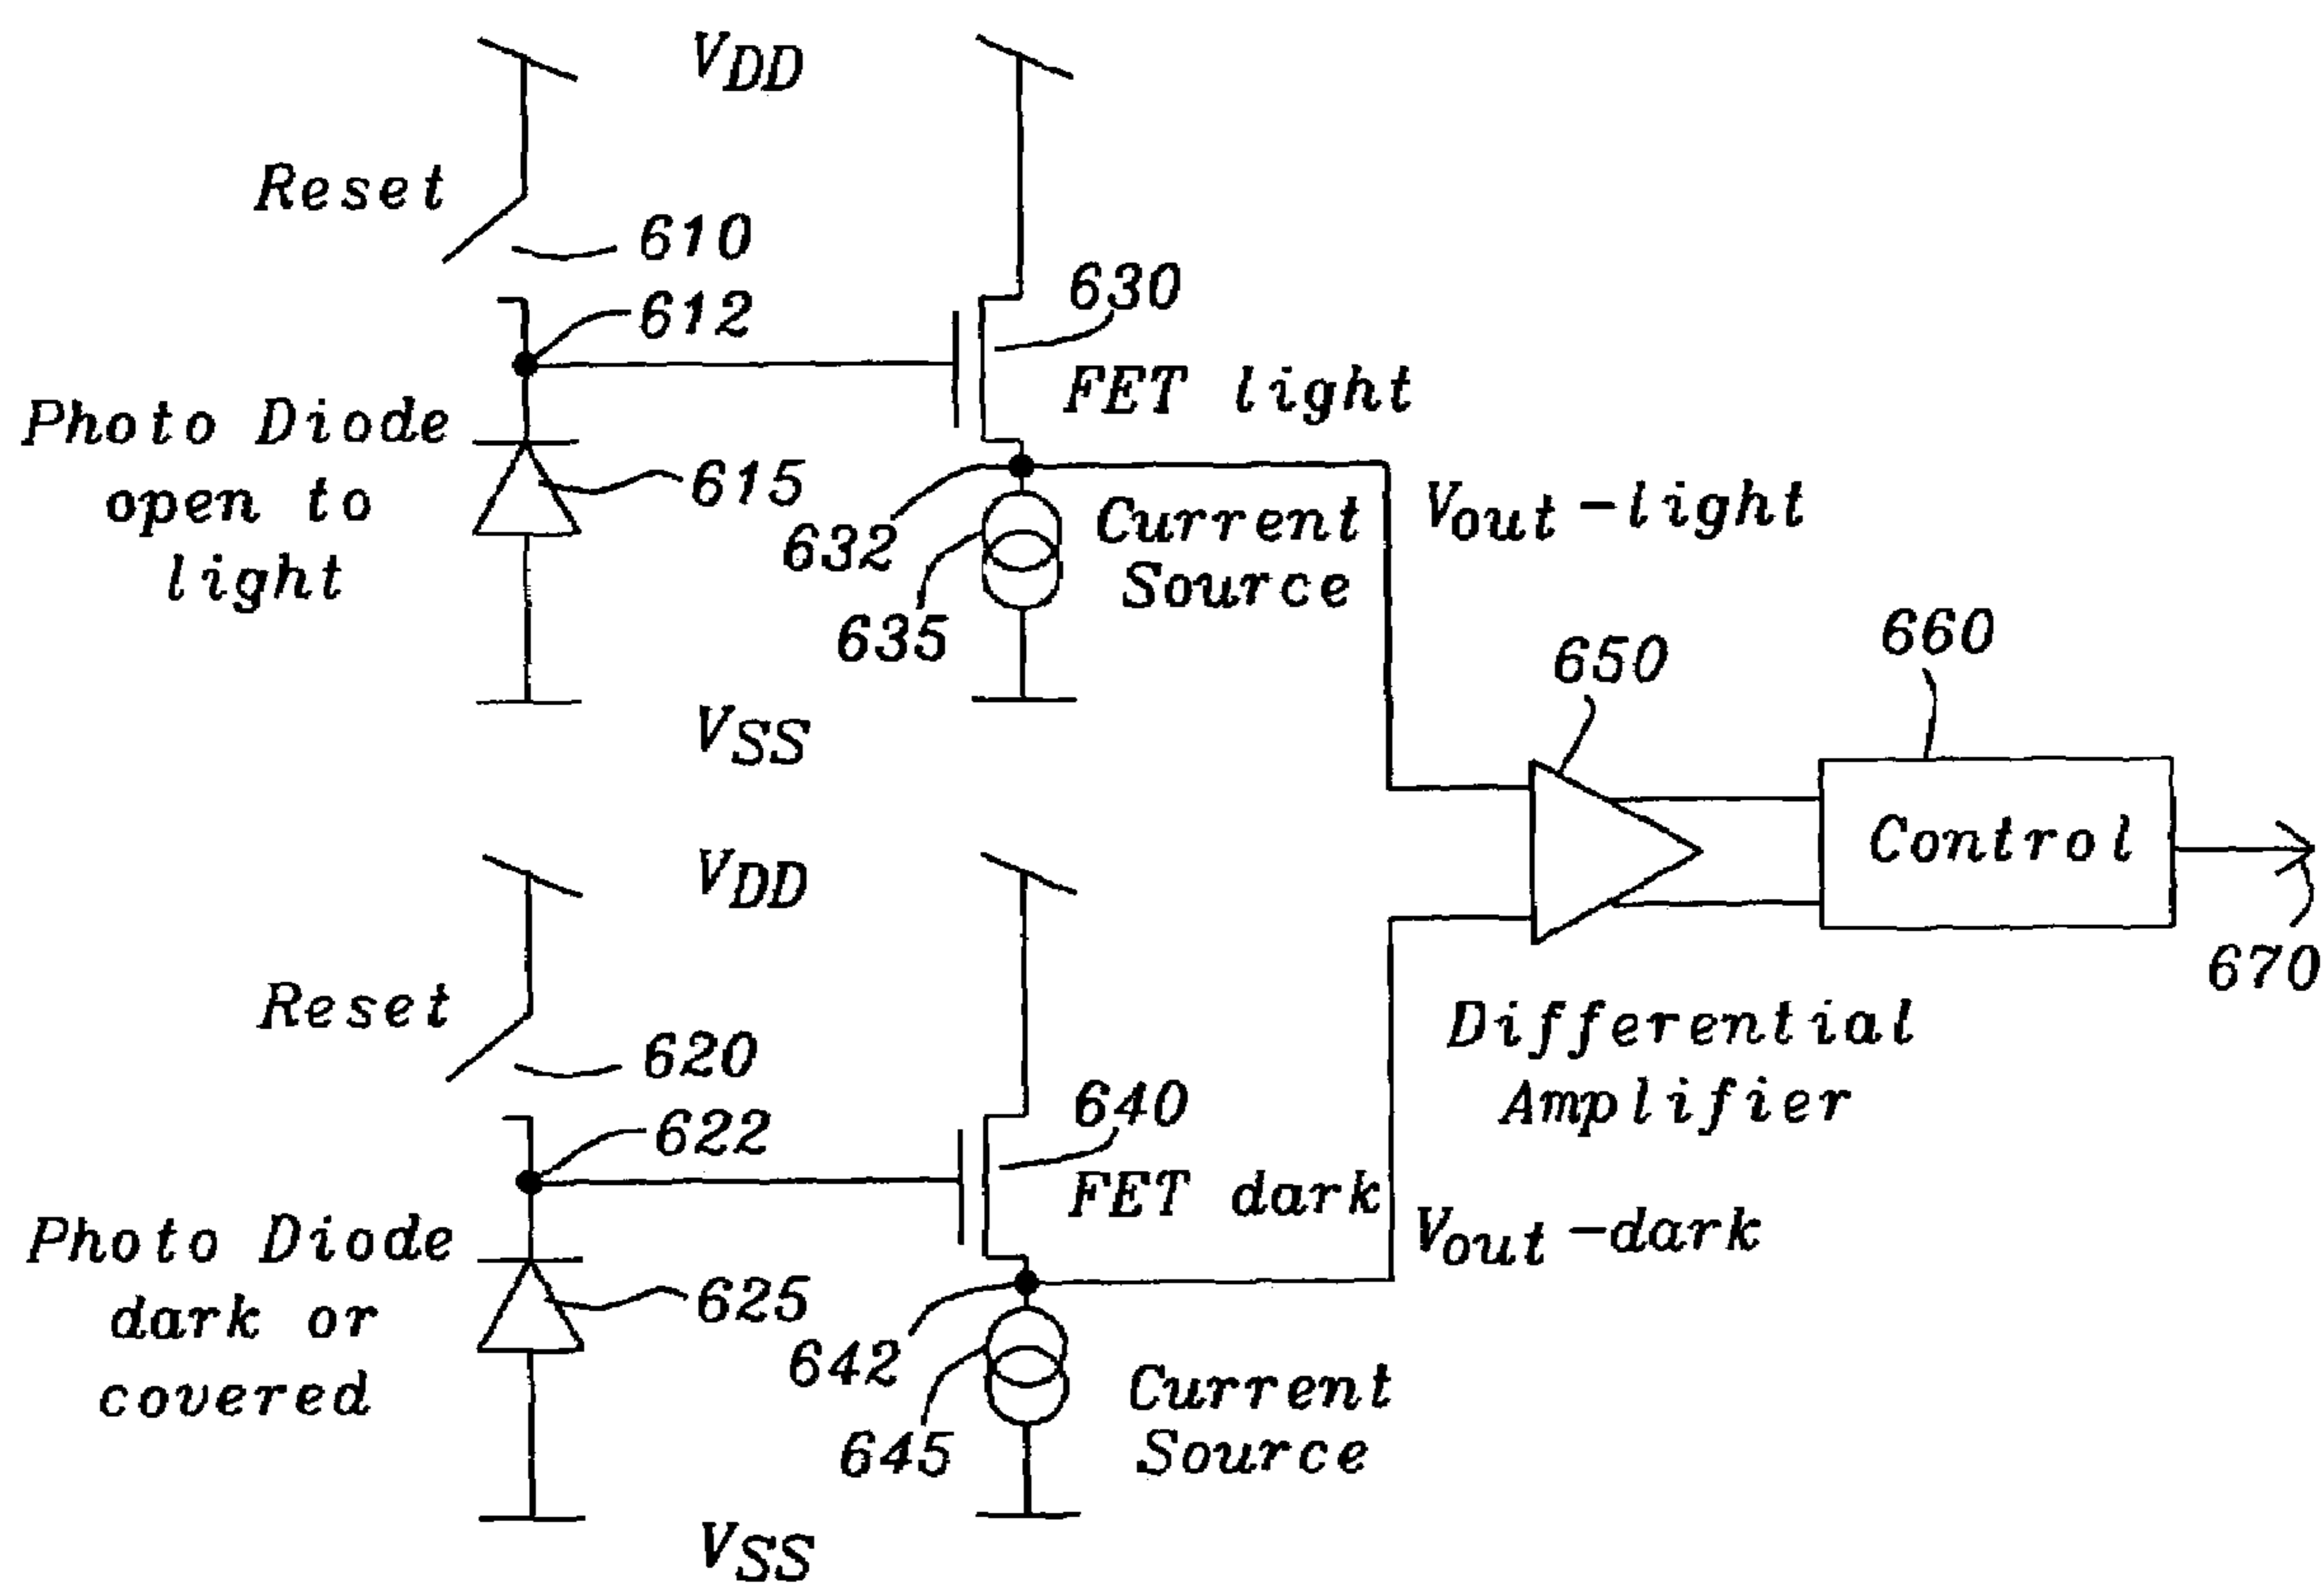 VDD
Reset
610
612
630
FET light
Photo Diode
open to
light
615
632
635
Current
Source
Vout-light
VSS
650
660
Control
670
Differential
Amplifier
VDD
Reset
620
622
640
FET dark
Vout-dark
Photo Diode
dark or
covered
625
642
645
Current
Source
VSS